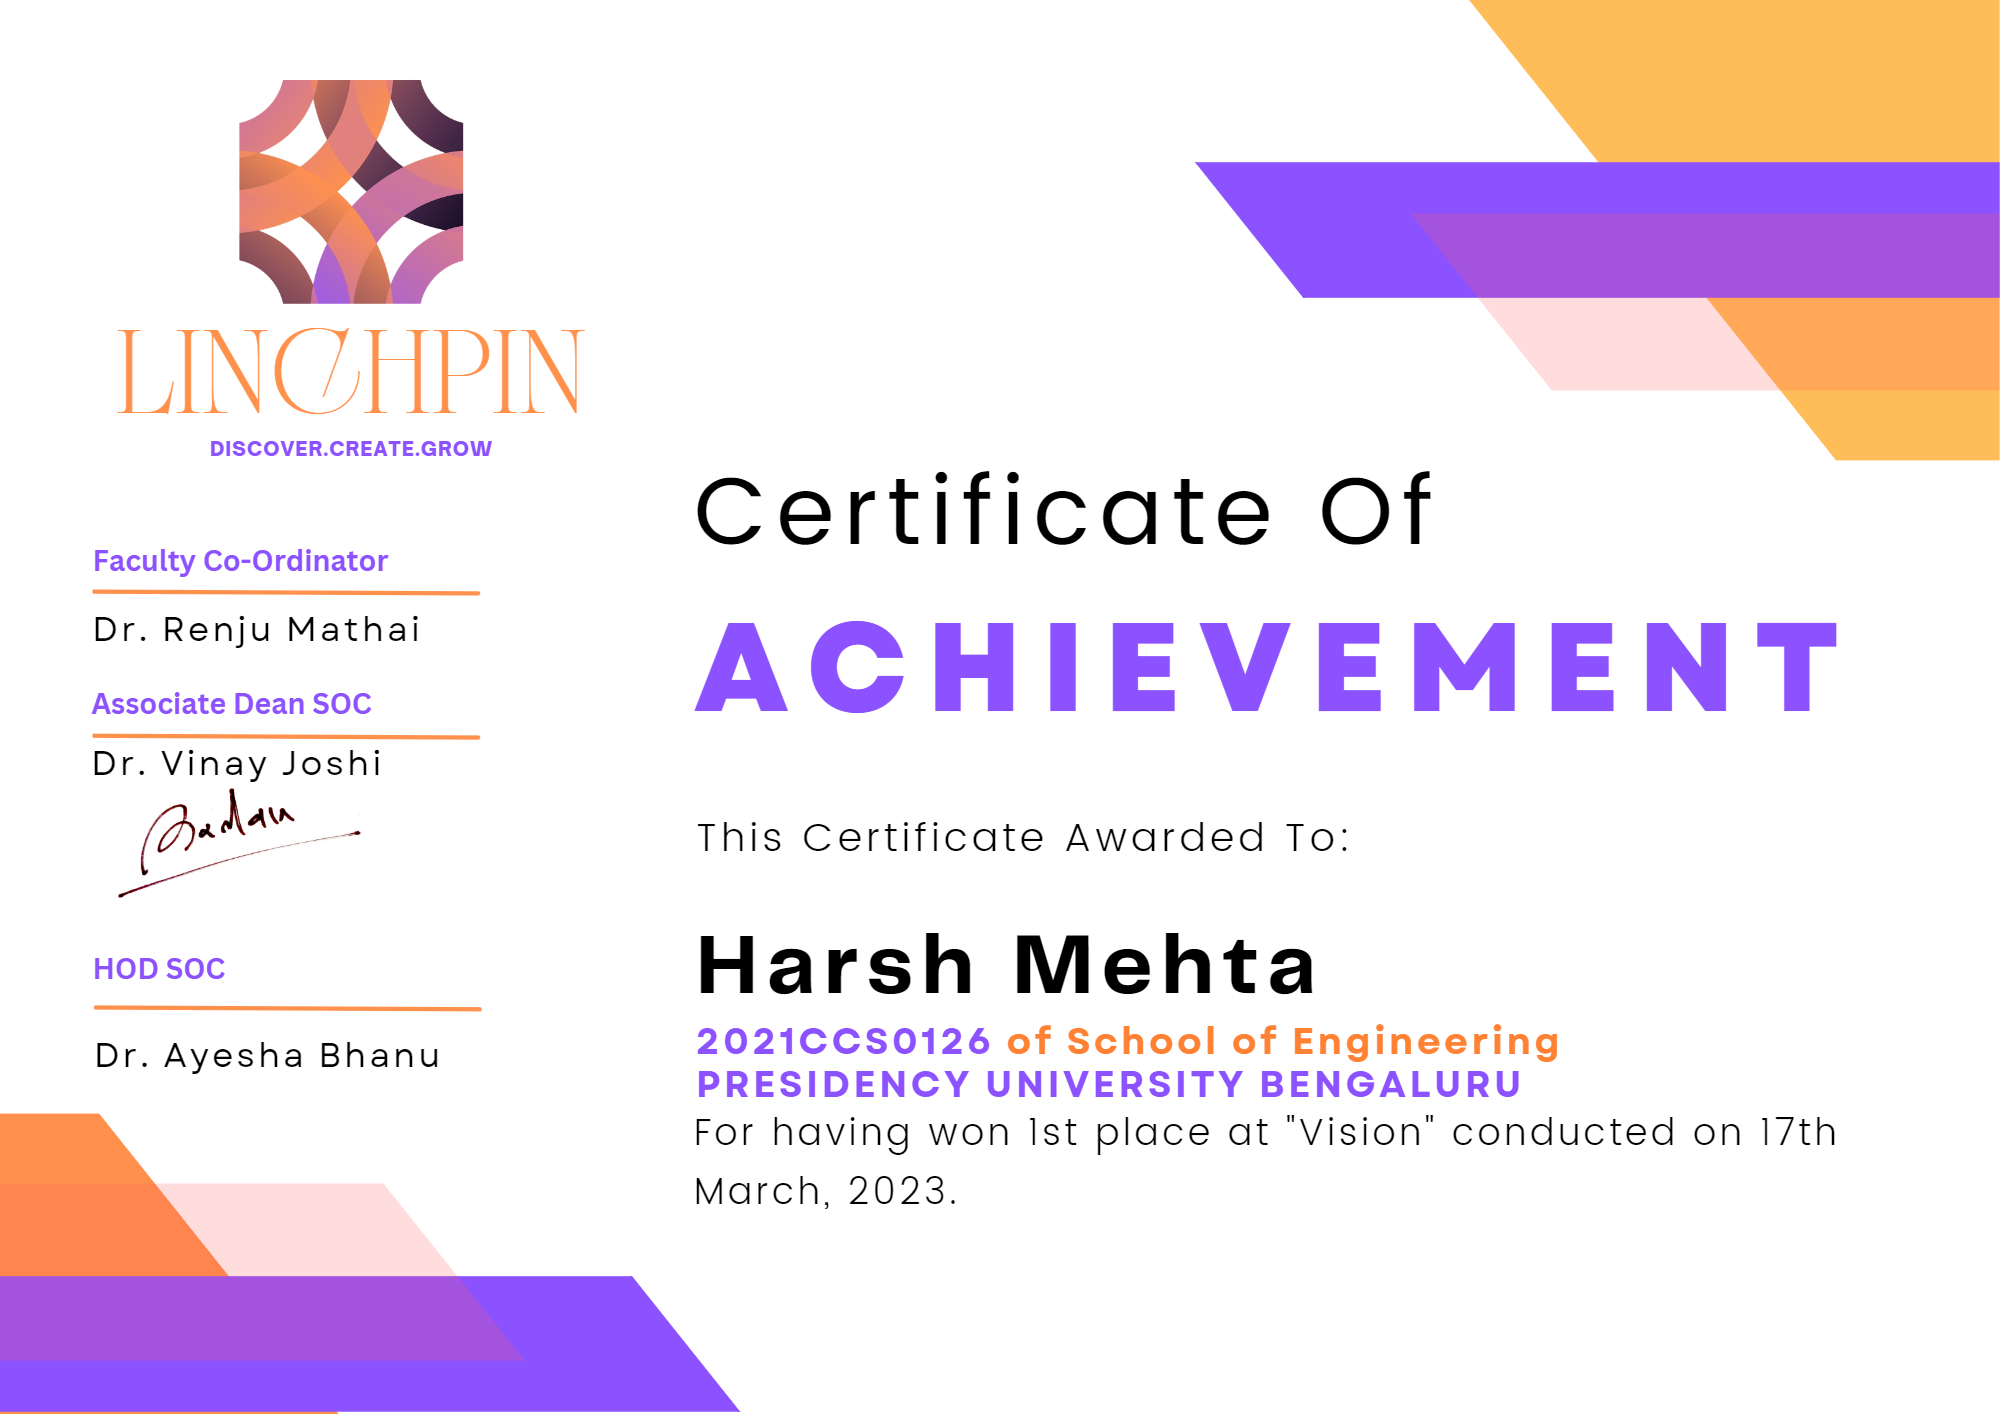 LINCHPIN
DISCOVER.CREATE.GROW
Faculty Co-Ordinator
Dr. Renju Mathai
Associate Dean SOC
Dr. Vinay Joshi
HOD SOC
Dr. Ayesha Bhanu
Certificate Of
ACHIEVEMENT
This Certificate Awarded To:
Harsh Mehta
2021CCS0126 of School of Engineering
PRESIDENCY UNIVERSITY BENGALURU
For having won 1st place at "Vision" conducted on 17th
March, 2023.